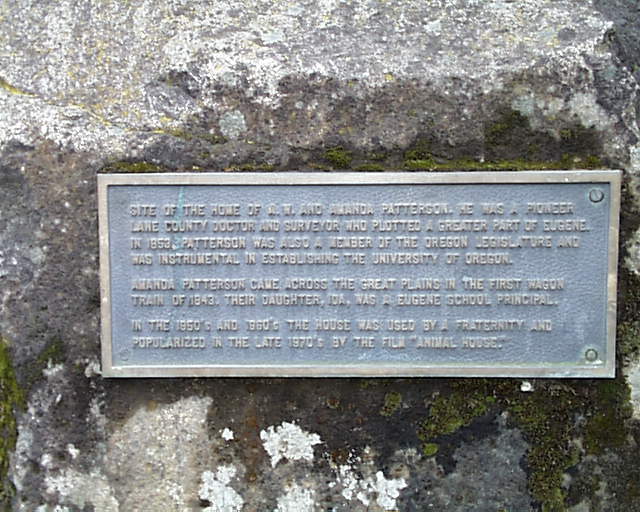 SITE OF THE HOME OF A. W. AND AMANDA PATTERSON. HE WAS A PIONEER
LANE COUNTY DOCTOR AND SURVEYOR WHO PLOTTED A GREATER PART OF EUGENE
IN 1853. PATTERSON WAS ALSO A MEMBER OF THE OREGON LEGISLATURE AND
WAS INSTRUMENTAL IN ESTABLISHING THE UNIVERSITY OF OREGON.
AMANDA PATTERSON CAME ACROSS THE GREAT PLAINS IN THE FIRST WAGON
TRAIN OF 1843. THEIR DAUGHTER, IDA, WAS A EUGENE SCHOOL PRINCIPAL.
IN THE 1950's AND 1960's THE HOUSE WAS USED BY A FRATERNITY AND
POPULARIZED IN THE LATE 1970's BY THE FILM "ANIMAL HOUSE."